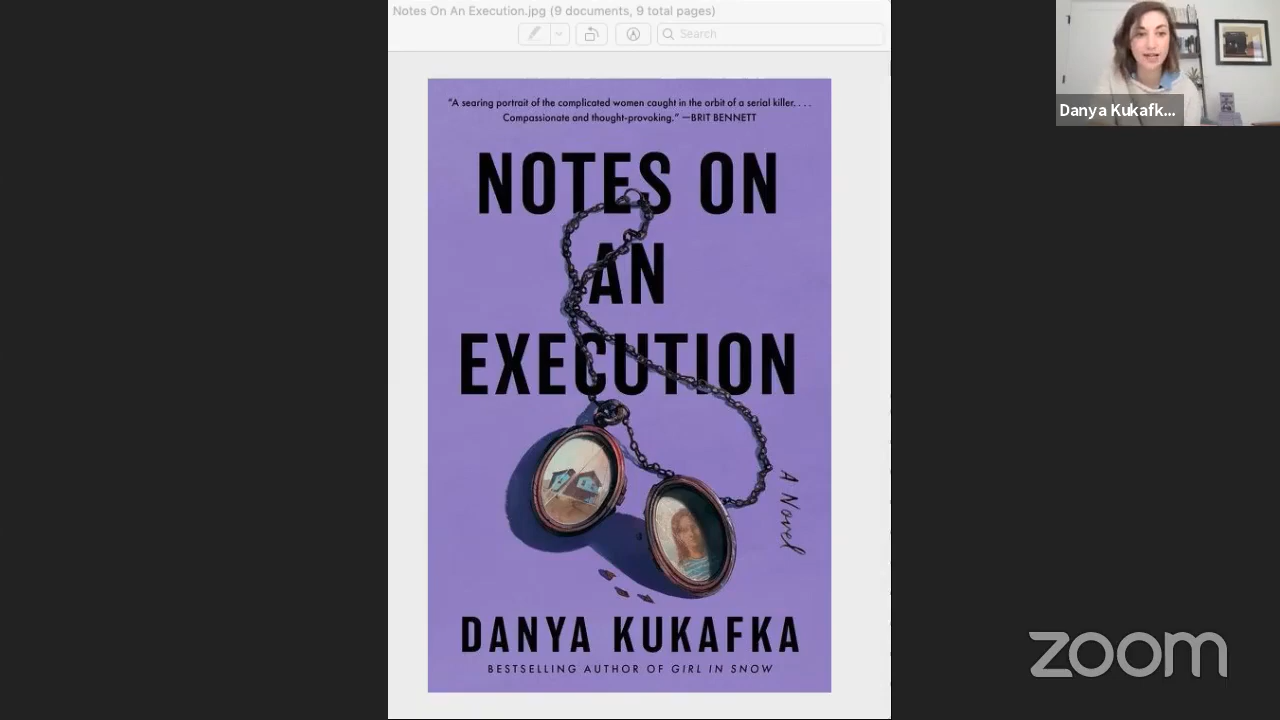 Notes On An Execution.jpg (9 documents, 9 total pages)
Search
Danya Kukafk...
“A searing portrait of the complicated women caught in the orbit of a serial killer. . . .
Compassionate and thought-provoking.” —BRIT BENNETT
NOTES ON
AN
EXECUTION
A Novel
DANYA KUKAFKA
BESTSELLING AUTHOR OF GIRL IN SNOW
zoom